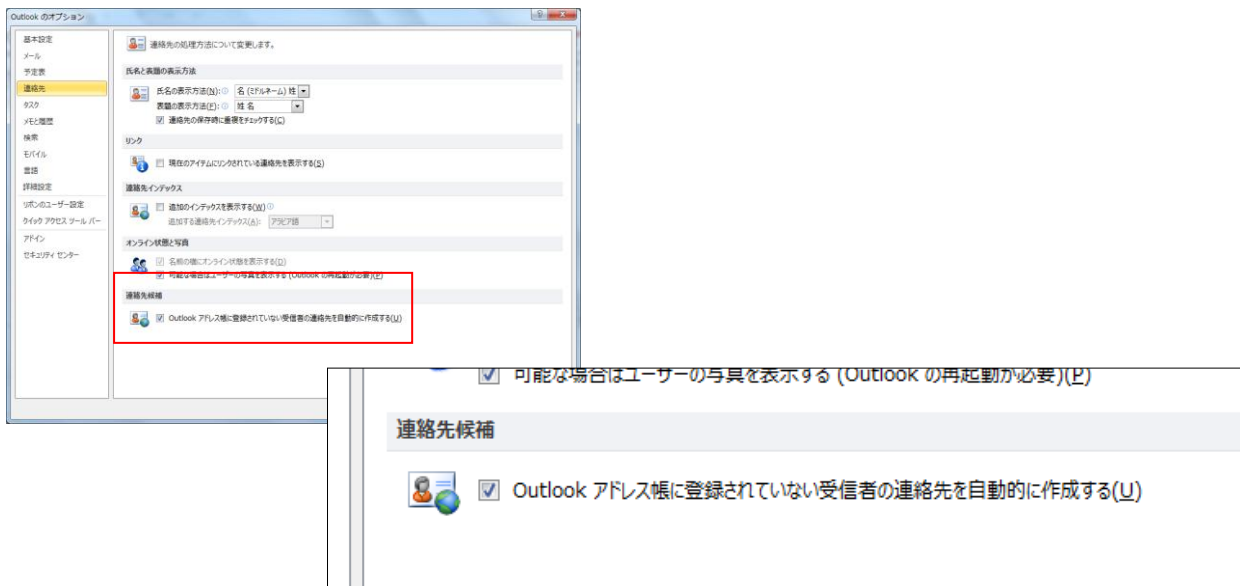 Outlook のオプション
基本設定
メール
予定表
連絡先
タスク
メモと履歴
検索
モバイル
言語
詳細設定
リボンのユーザー設定
クイック アクセス ツール バー
アドイン
セキュリティ センター
連絡先の処理方法について変更します。
氏名と表題の表示方法
氏名の表示方法(N): 名 (ミドルネーム) 姓
表題の表示方法(F): 姓 名
連絡先の保存時に重複をチェックする(C)
リンク
現在のアイテムにリンクされている連絡先を表示する(S)
連絡先インデックス
追加のインデックスを表示する(W)
追加する連絡先インデックス(A): アラビア語
オンライン状態と写真
名前の横にオンライン状態を表示する(D)
可能な場合はユーザーの写真を表示する (Outlook の再起動が必要)(P)
連絡先候補
Outlook アドレス帳に登録されていない受信者の連絡先を自動的に作成する(U)
可能な場合はユーザーの写真を表示する (Outlook の再起動が必要)(P)
連絡先候補
Outlook アドレス帳に登録されていない受信者の連絡先を自動的に作成する(U)